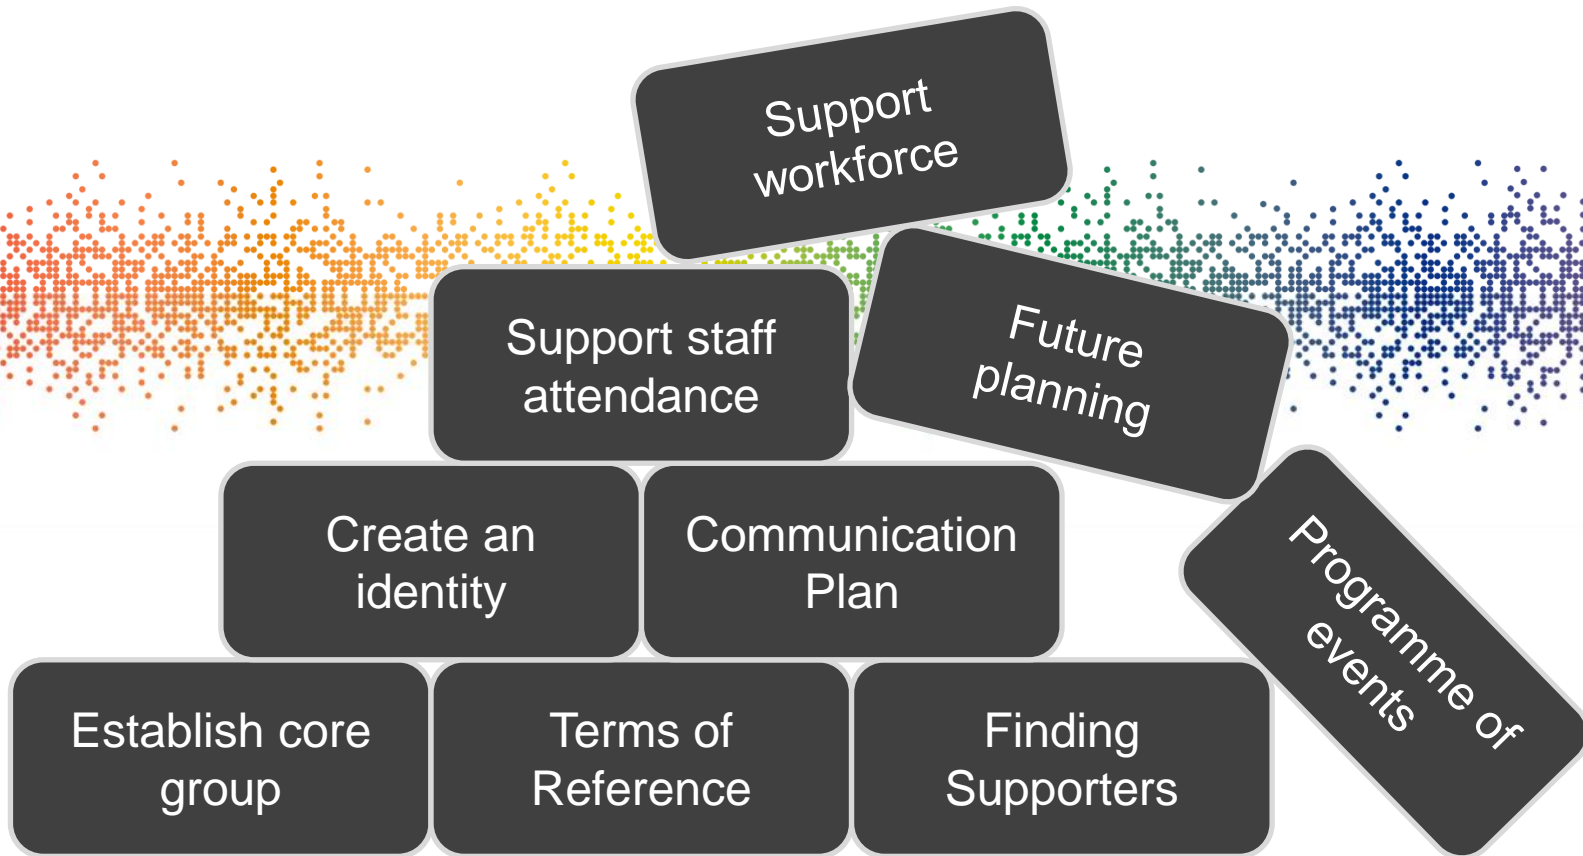 Support
workforce
Support staff
attendance
Future
planning
Create an
identity
Communication
Plan
Programme of
events
Establish core
group
Terms of
Reference
Finding
Supporters